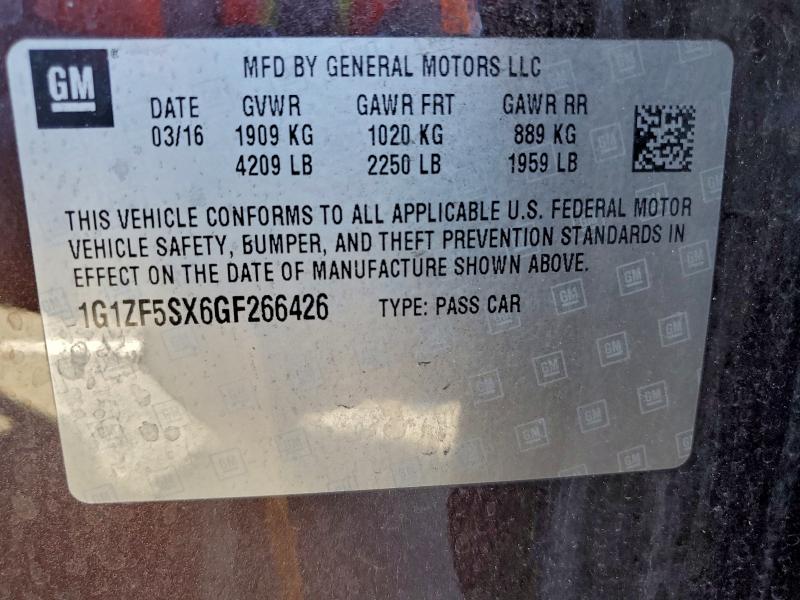 GM
MFD BY GENERAL MOTORS LLC
DATE GVWR GAWR FRT GAWR RR
03/16 1909 KG 1020 KG 889 KG
4209 LB 2250 LB 1959 LB
THIS VEHICLE CONFORMS TO ALL APPLICABLE U.S. FEDERAL MOTOR
VEHICLE SAFETY, BUMPER, AND THEFT PREVENTION STANDARDS IN
EFFECT ON THE DATE OF MANUFACTURE SHOWN ABOVE.
1G1ZF5SX6GF266426 TYPE: PASS CAR